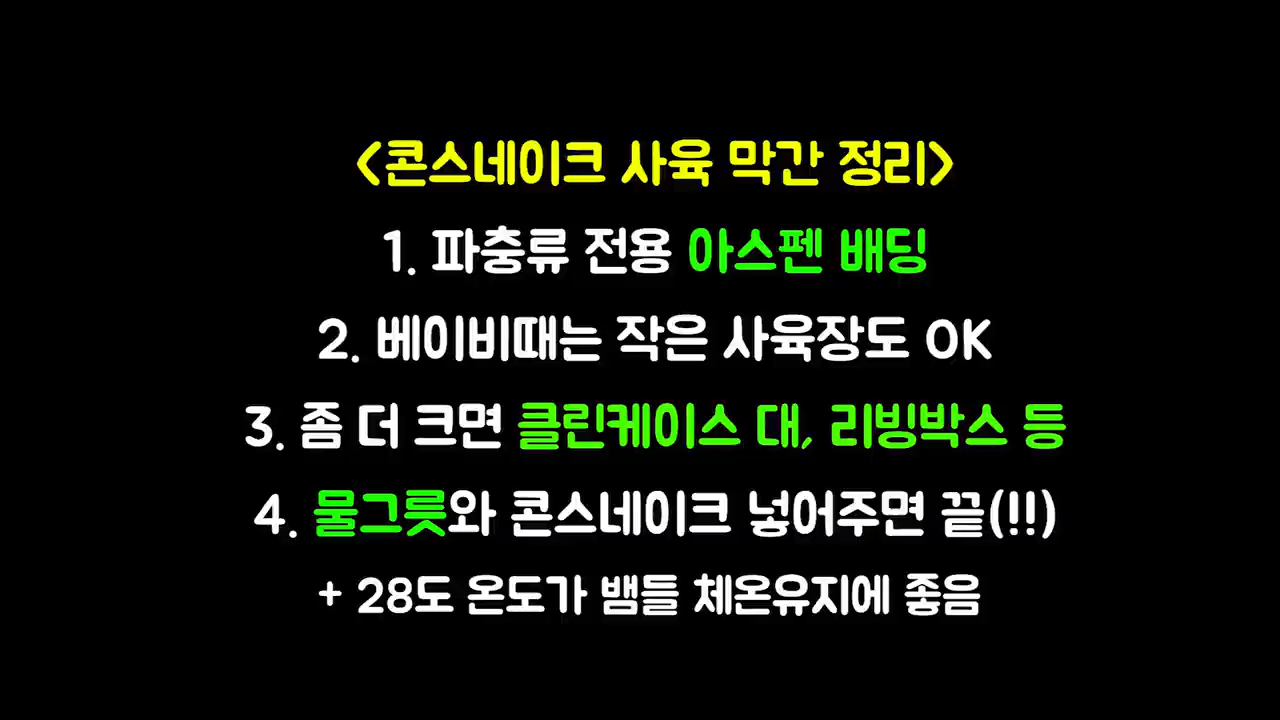 <콘스네이크 사육 막간 정리>
1. 파충류 전용 아스펜 배딩
2. 베이비때는 작은 사육장도 OK
3. 좀 더 크면 클린케이스 대, 리빙박스 등
4. 물그릇와 콘스네이크 넣어주면 끝(!!)
+ 28도 온도가 뱀들 체온유지에 좋음